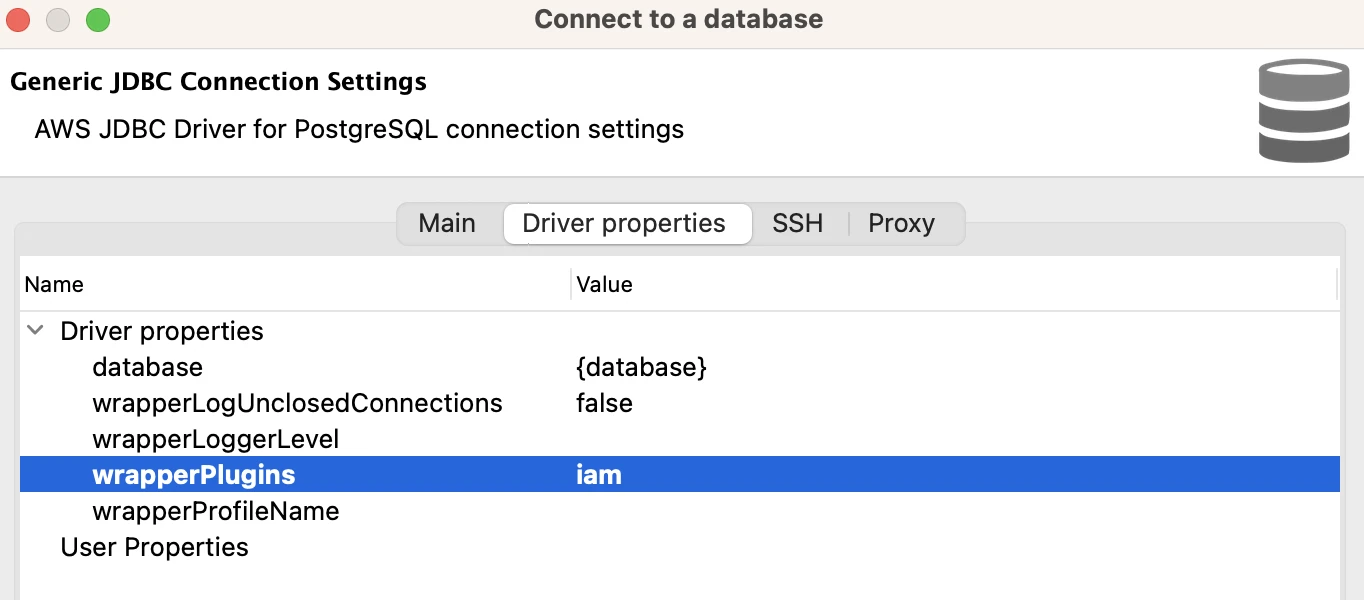 Connect to a database
Generic JDBC Connection Settings
AWS JDBC Driver for PostgreSQL connection settings
Main Driver properties SSH Proxy
Name Value
Driver properties
database {database}
wrapperLogUnclosedConnections false
wrapperLoggerLevel
wrapperPlugins iam
wrapperProfileName
User Properties